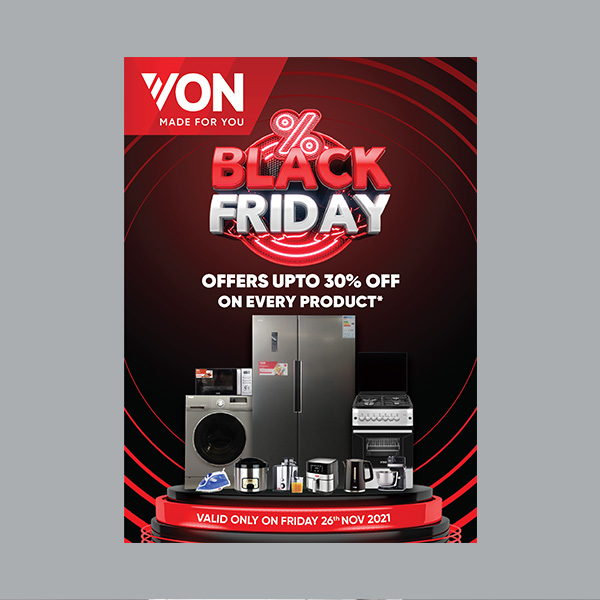 VON
MADE FOR YOU
%
BLACK
FRIDAY
OFFERS UPTO 30% OFF
ON EVERY PRODUCT*
VALID ONLY ON FRIDAY 26th NOV 2021